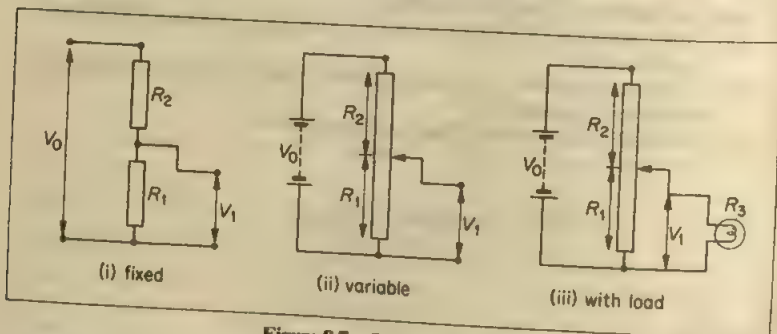 V₀
R₂
R₁
V₁
(i) fixed
V₀
R₂
R₁
V₁
(ii) variable
V₀
R₂
R₁
V₁
R₃
(iii) with load
Figure